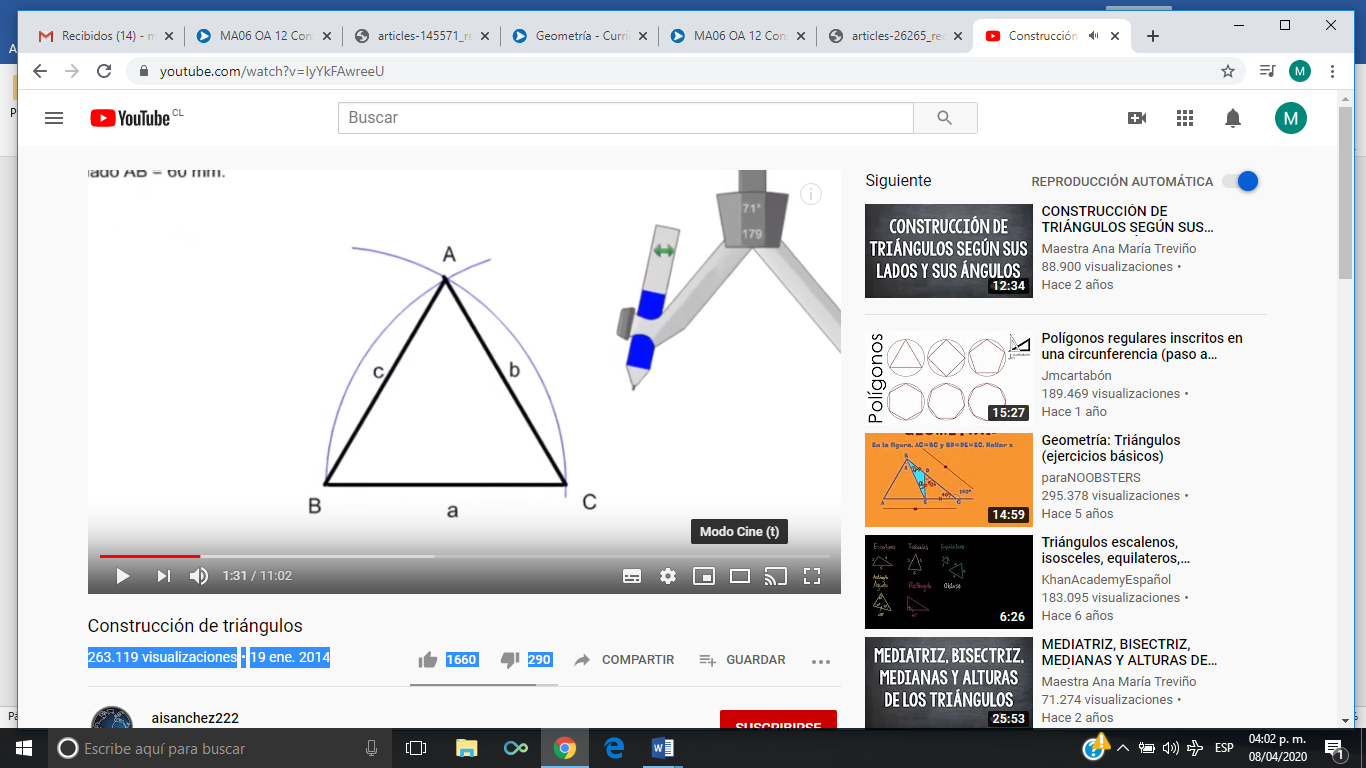 Recibidos (14) - m
MA06 OA 12 Con
articles-145571_re
Geometría - Curri
MA06 OA 12 Con
articles-26265_rec
Construcción
youtube.com/watch?v=IyYkFAwreeU
M
YouTube CL
Buscar
M
lado AB = 60 mm.
71°
179
A
c
b
B
a
C
Modo Cine (t)
1:31 / 11:02
Construcción de triángulos
263.119 visualizaciones • 19 ene. 2014
1660
290
COMPARTIR
GUARDAR
aisanchez222
SUSCRIBIRSE
Siguiente
REPRODUCCIÓN AUTOMÁTICA
CONSTRUCCIÓN DE
TRIÁNGULOS SEGÚN SUS
LADOS Y SUS ÁNGULOS
12:34
CONSTRUCCIÓN DE
TRIÁNGULOS SEGÚN SUS...
Maestra Ana María Treviño
88.900 visualizaciones •
Hace 2 años
Polígonos
15:27
Polígonos regulares inscritos en
una circunferencia (paso a...
Jmcartabón
189.469 visualizaciones •
Hace 1 año
14:59
Geometría: Triángulos
(ejercicios básicos)
paraNOOBSTERS
295.378 visualizaciones •
Hace 5 años
6:26
Triángulos escalenos,
isosceles, equilateros,...
KhanAcademyEspañol
183.095 visualizaciones •
Hace 6 años
MEDIATRIZ, BISECTRIZ,
MEDIANAS Y ALTURAS
DE LOS TRIÁNGULOS
25:53
MEDIATRIZ, BISECTRIZ,
MEDIANAS Y ALTURAS DE...
Maestra Ana María Treviño
71.274 visualizaciones •
Hace 2 años
Escribe aquí para buscar
ESP
04:02 p. m.
08/04/2020
1